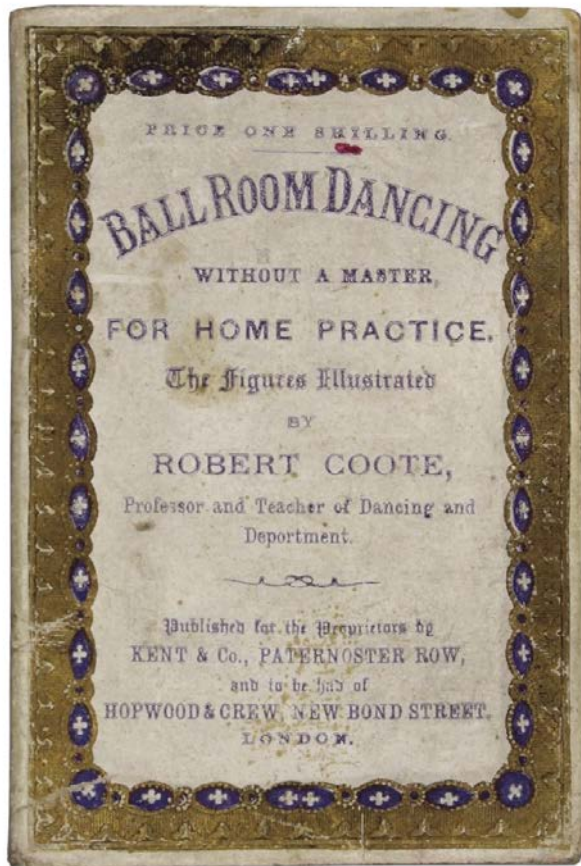 PRICE ONE SHILLING.
BALL ROOM DANCING
WITHOUT A MASTER,
FOR HOME PRACTICE.
The Figures Illustrated
BY
ROBERT COOTE,
Professor and Teacher of Dancing and
Deportment.
Published for the Proprietors by
KENT & Co., PATERNOSTER ROW,
and to be had of
HOPWOOD & CREW, NEW BOND STREET.
LONDON.